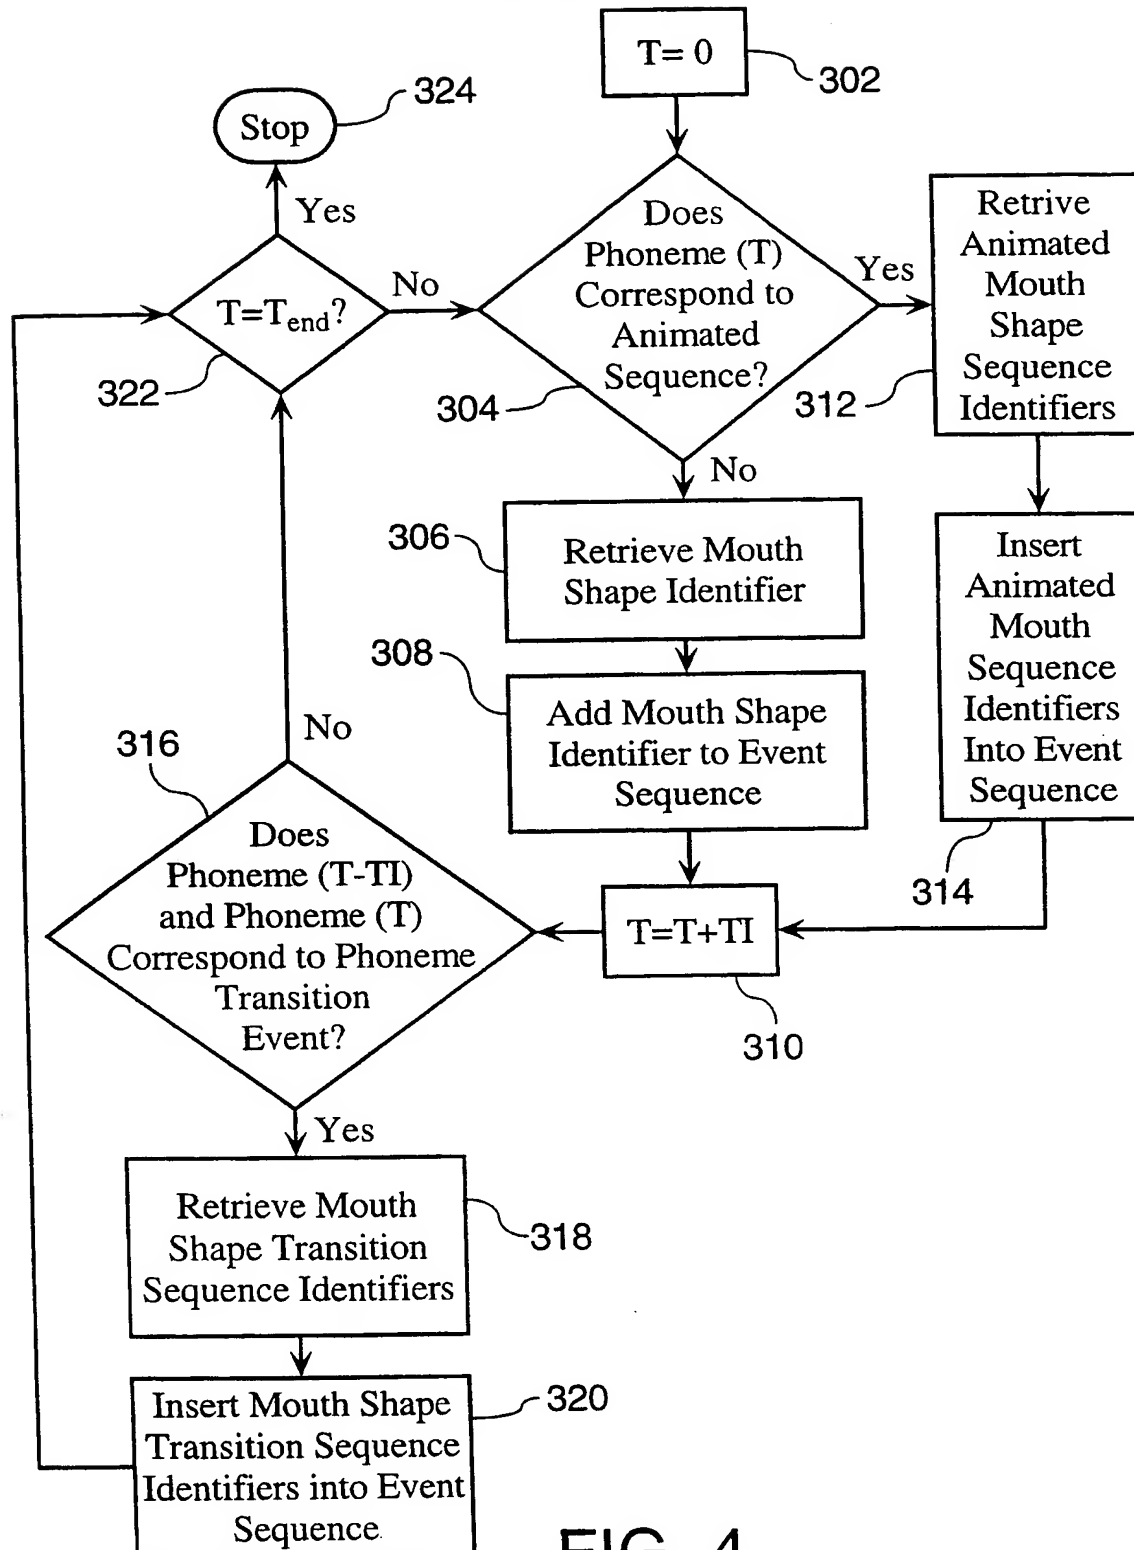 T= 0
302
324
Stop
Yes
T=Tend?
No
322
Does
Phoneme (T)
Correspond to
Animated
Sequence?
304
Yes
No
Retrive
Animated
Mouth
Shape
Sequence
Identifiers
312
306
Retrieve Mouth
Shape Identifier
308
Add Mouth Shape
Identifier to Event
Sequence
Insert
Animated
Mouth
Sequence
Identifiers
Into Event
Sequence
314
T=T+TI
310
316
No
Does
Phoneme (T-TI)
and Phoneme (T)
Correspond to Phoneme
Transition
Event?
Yes
Retrieve Mouth
Shape Transition
Sequence Identifiers
318
Insert Mouth Shape
Transition Sequence
Identifiers into Event
Sequence
320
FIG. 4